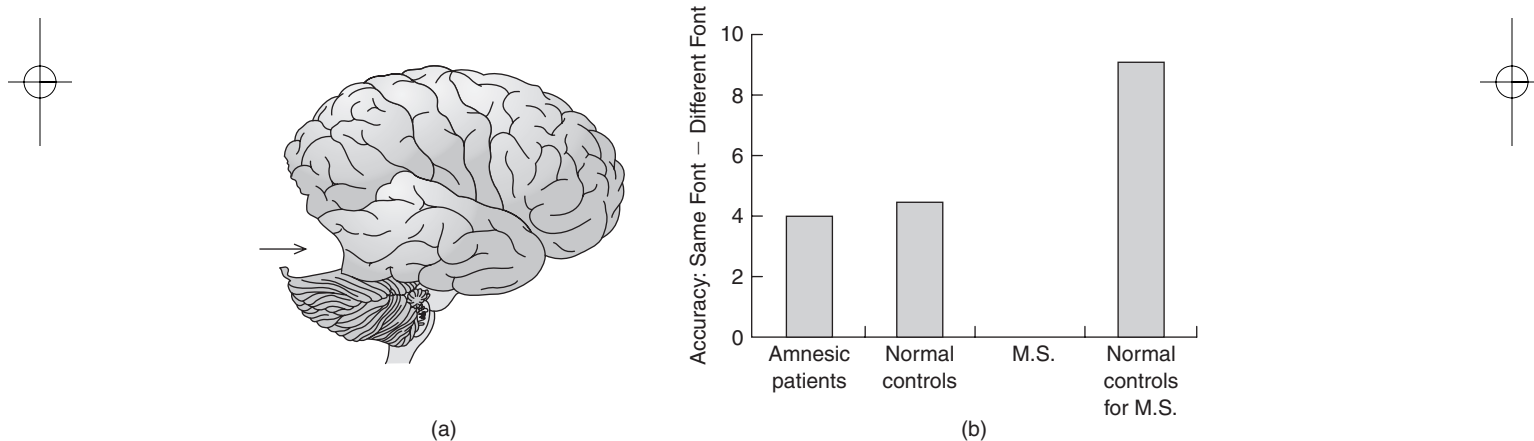 (a)
Accuracy: Same Font – Different Font
10
8
6
4
2
0
Amnesic
patients
Normal
controls
M.S.
Normal
controls
for M.S.
(b)